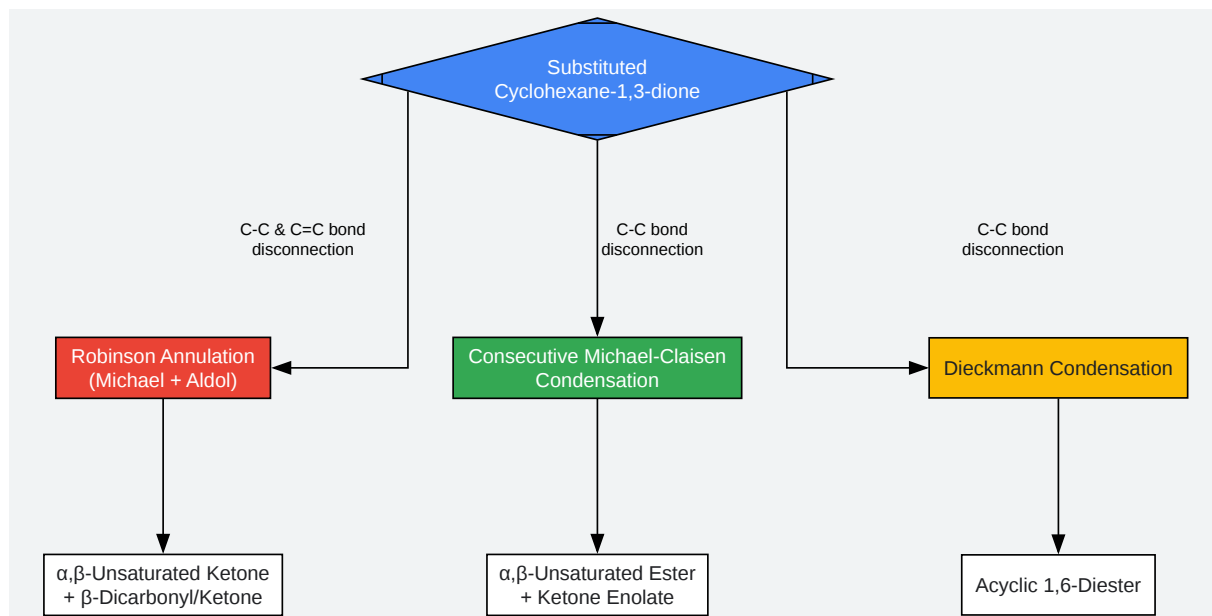 Substituted
Cyclohexane-1,3-dione
C-C & C=C bond
disconnection
C-C bond
disconnection
C-C bond
disconnection
Robinson Annulation
(Michael + Aldol)
Consecutive Michael-Claisen
Condensation
Dieckmann Condensation
α,β-Unsaturated Ketone
+ β-Dicarbonyl/Ketone
α,β-Unsaturated Ester
+ Ketone Enolate
Acyclic 1,6-Diester